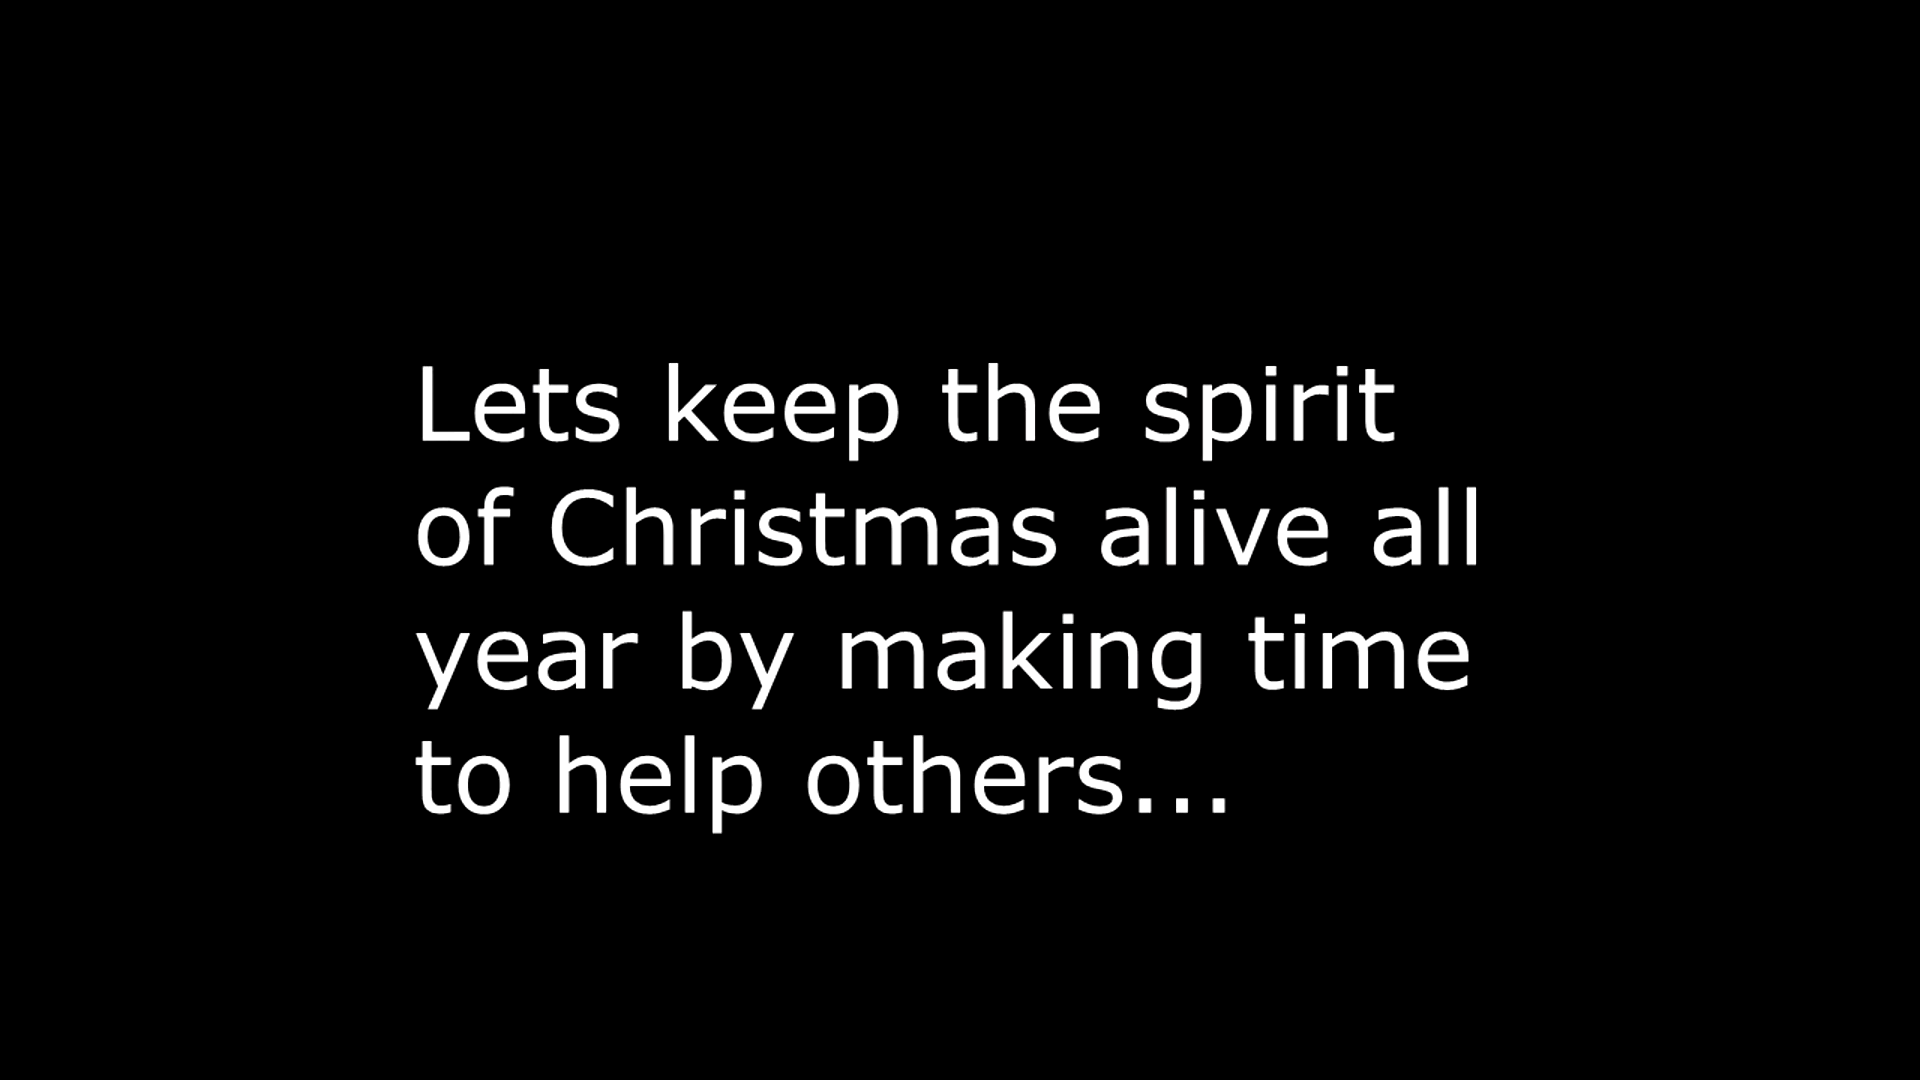 Lets keep the spirit
of Christmas alive all
year by making time
to help others...